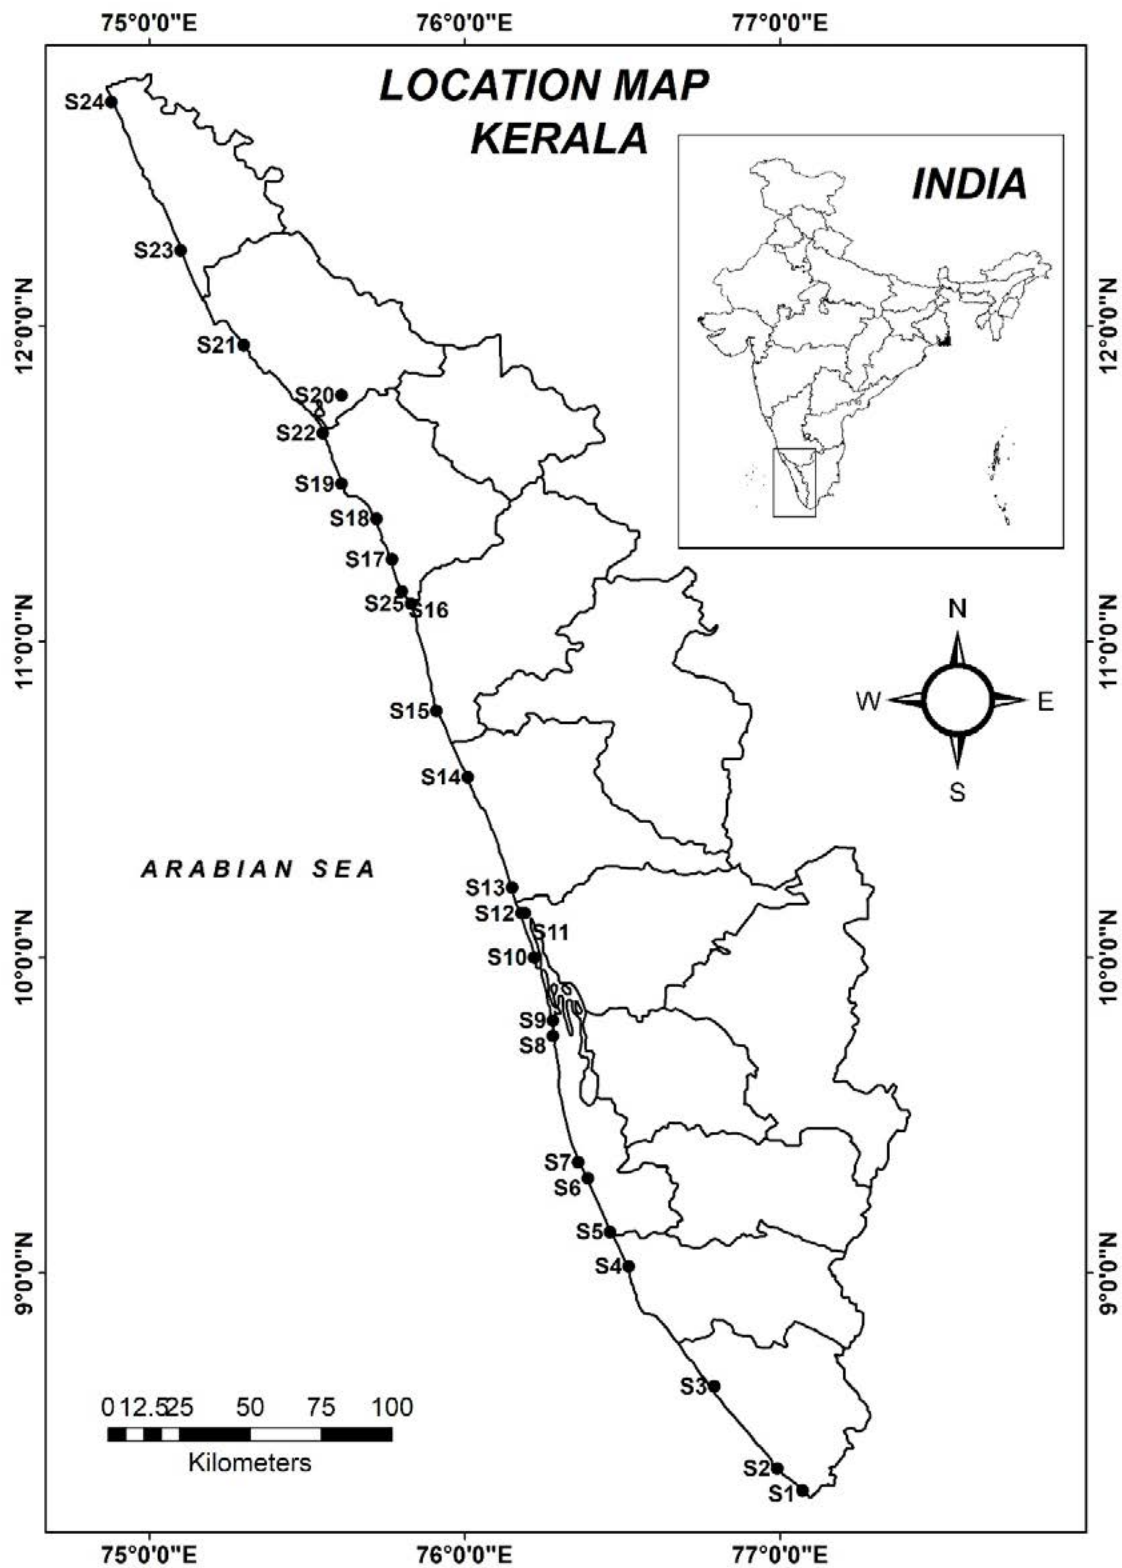 75°0'0"E 76°0'0"E 77°0'0"E
LOCATION MAP
KERALA
INDIA
S24
S23
12°0'0"N 12°0'0"N
S21
S20
S22
S19
S18
S17
S25 S16
N
11°0'0"N 11°0'0"N
W E
S15
S14
S
ARABIAN SEA
S13
S12
S11
S10
10°0'0"N 10°0'0"N
S9
S8
S7
S6
S5
S4
9°0'0"N 9°0'0"N
S3
0 12.5 25 50 75 100
Kilometers
S2
S1
75°0'0"E 76°0'0"E 77°0'0"E